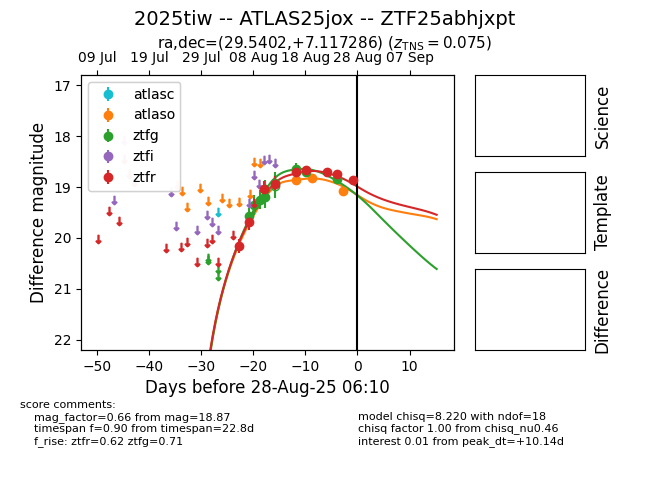 2025tiw -- ATLAS25jox -- ZTF25abhjxpt
ra,dec=(29.5402,+7.117286) (zTNS = 0.075)
09 Jul 19 Jul 29 Jul 08 Aug 18 Aug 28 Aug 07 Sep
17
18
19
20
21
22
Difference magnitude
atlasc
atlaso
ztfg
ztfi
ztfr
−50 −40 −30 −20 −10 0 10
Days before 28-Aug-25 06:10
Science
Template
Difference
score comments:
mag_factor=0.66 from mag=18.87
timespan f=0.90 from timespan=22.8d
f_rise: ztfr=0.62 ztfg=0.71
model chisq=8.220 with ndof=18
chisq factor 1.00 from chisq_nu0.46
interest 0.01 from peak_dt=+10.14d